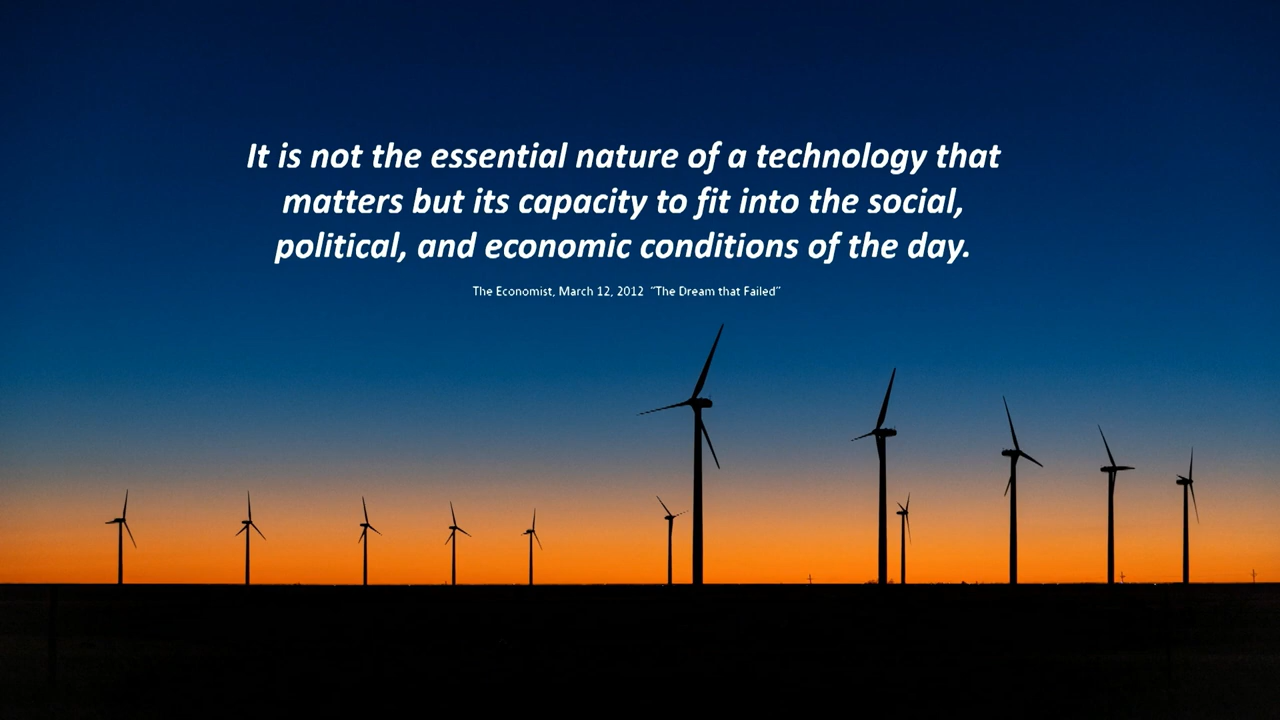 It is not the essential nature of a technology that
matters but its capacity to fit into the social,
political, and economic conditions of the day.
The Economist, March 12, 2012 “The Dream that Failed”